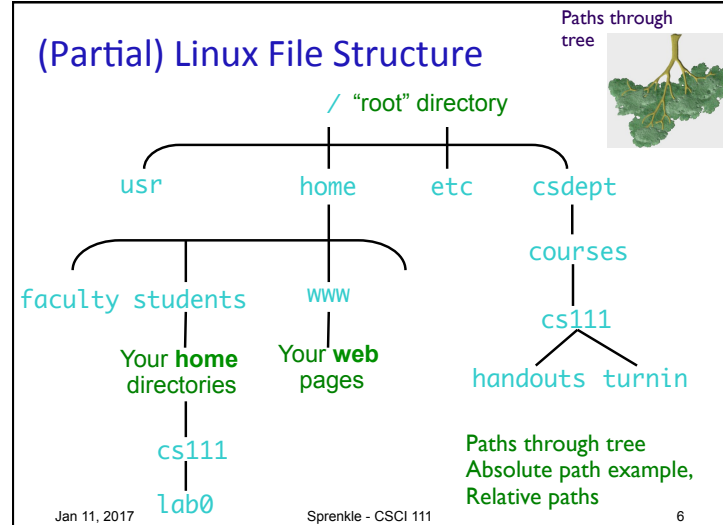 Paths through
tree
(Partial) Linux File Structure
/ “root” directory
usr home etc csdept
courses
faculty students www
cs111
Your home
directories
Your web
pages
handouts turnin
cs111
lab0
Paths through tree
Absolute path example,
Relative paths
Jan 11, 2017 Sprenkle - CSCI 111 6